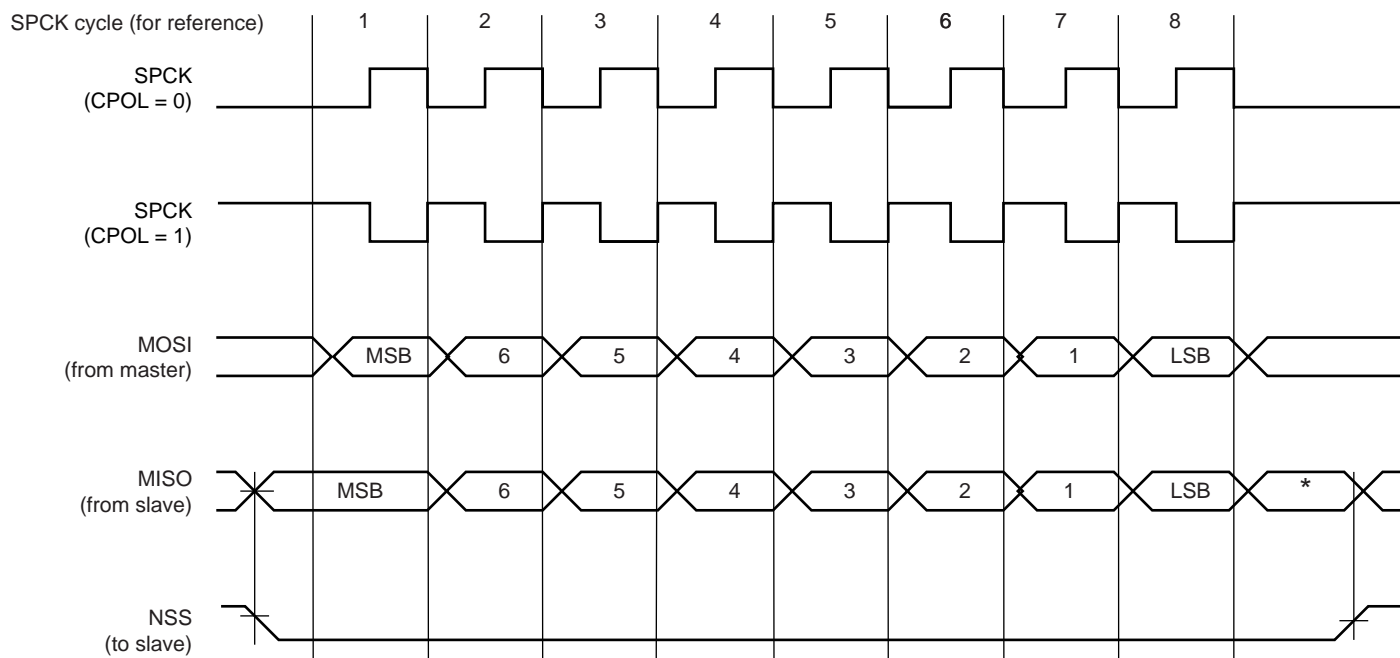 SPCK cycle (for reference) 1 2 3 4 5 6 7 8
SPCK
(CPOL = 0)
SPCK
(CPOL = 1)
MOSI
(from master)
MSB 6 5 4 3 2 1 LSB
MISO
(from slave)
MSB 6 5 4 3 2 1 LSB *
NSS
(to slave)